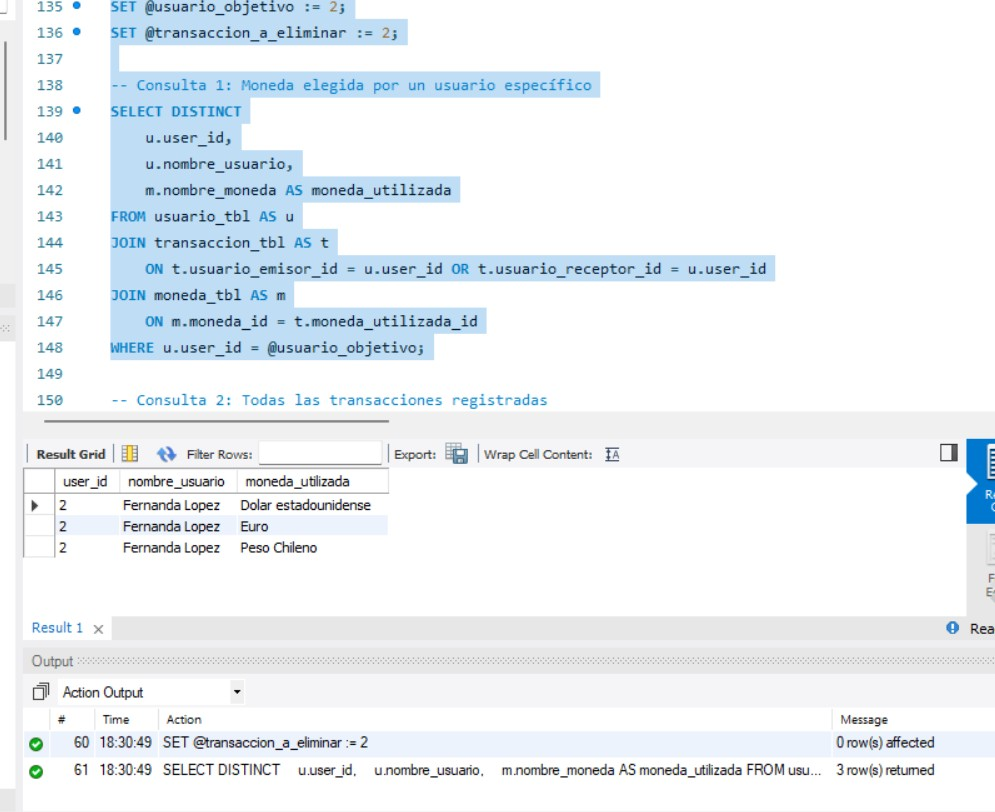 135 SET @usuario_objetivo := 2;
136 SET @transaccion_a_eliminar := 2;
137
138 -- Consulta 1: Moneda elegida por un usuario específico
139 SELECT DISTINCT
140 u.user_id,
141 u.nombre_usuario,
142 m.nombre_moneda AS moneda_utilizada
143 FROM usuario_tbl AS u
144 JOIN transaccion_tbl AS t
145 ON t.usuario_emisor_id = u.user_id OR t.usuario_receptor_id = u.user_id
146 JOIN moneda_tbl AS m
147 ON m.moneda_id = t.moneda_utilizada_id
148 WHERE u.user_id = @usuario_objetivo;
149
150 -- Consulta 2: Todas las transacciones registradas
Result Grid Filter Rows: Export: Wrap Cell Content:
user_id nombre_usuario moneda_utilizada
2 Fernanda Lopez Dolar estadounidense
2 Fernanda Lopez Euro
2 Fernanda Lopez Peso Chileno
Result 1
Output
Action Output
# Time Action Message
60 18:30:49 SET @transaccion_a_eliminar := 2 0 row(s) affected
61 18:30:49 SELECT DISTINCT u.user_id, u.nombre_usuario, m.nombre_moneda AS moneda_utilizada FROM usu... 3 row(s) returned